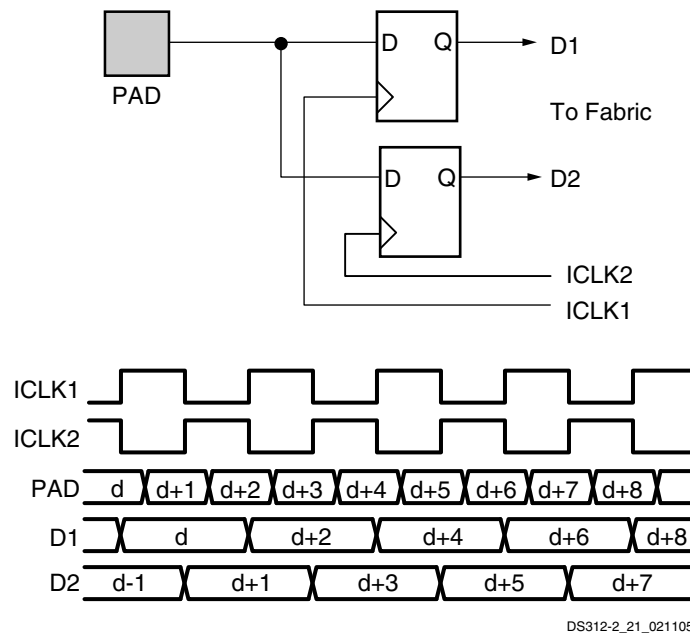 D Q D1
PAD
To Fabric
D Q D2
ICLK2
ICLK1
ICLK1
ICLK2
PAD d d+1 d+2 d+3 d+4 d+5 d+6 d+7 d+8
D1 d d+2 d+4 d+6 d+8
D2 d-1 d+1 d+3 d+5 d+7
DS312-2_21_021105